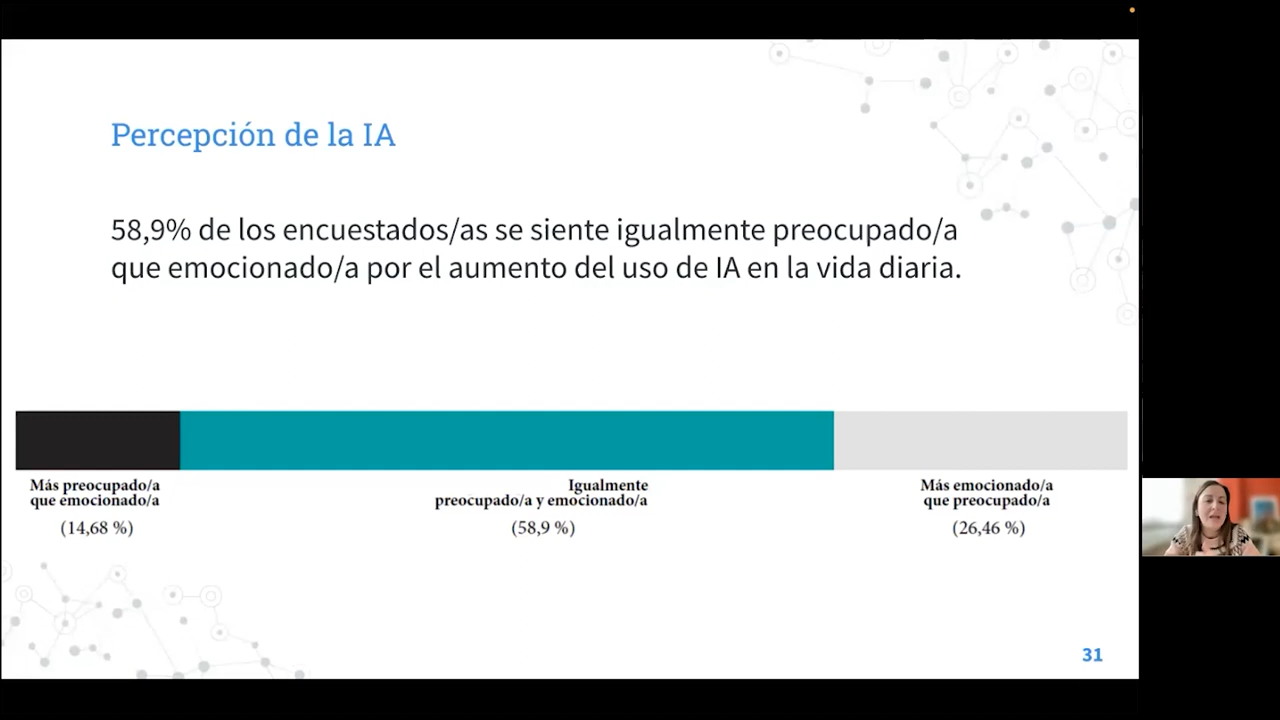 Percepción de la IA
58,9% de los encuestados/as se siente igualmente preocupado/a
que emocionado/a por el aumento del uso de IA en la vida diaria.
Más preocupado/a
que emocionado/a
(14,68 %)
Igualmente
preocupado/a y emocionado/a
(58,9 %)
Más emocionado/a
que preocupado/a
(26,46 %)
31